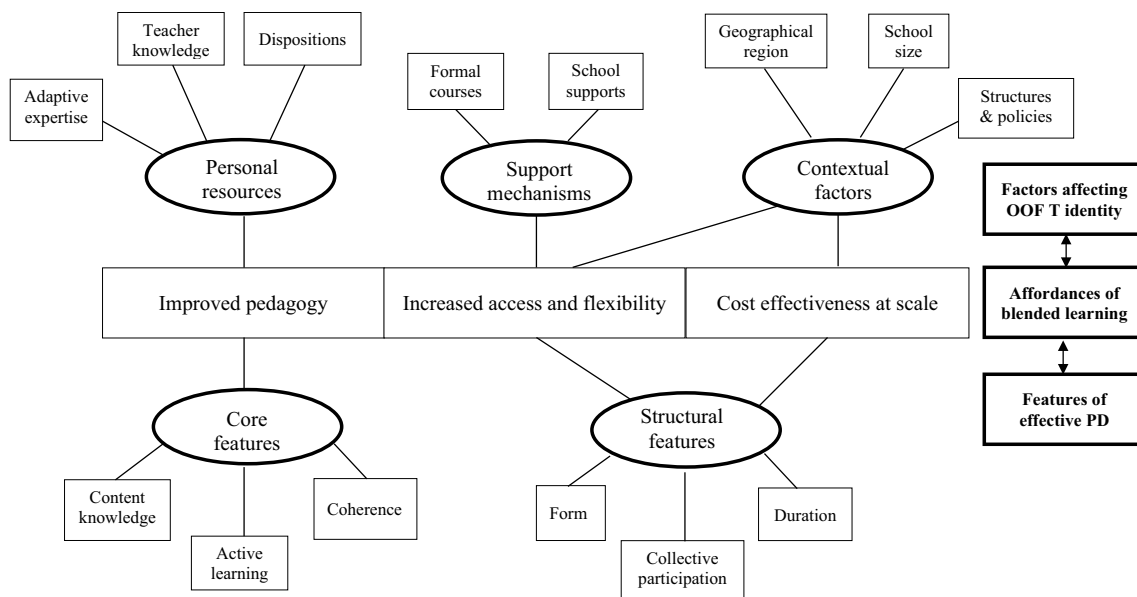 Teacher
knowledge
Dispositions
Geographical
region
School
size
Formal
courses
School
supports
Adaptive
expertise
Structures
& policies
Personal
resources
Support
mechanisms
Contextual
factors
Factors affecting
OOF T identity
Improved pedagogy
Increased access and flexibility
Cost effectiveness at scale
Affordances of
blended learning
Core
features
Structural
features
Features of
effective PD
Content
knowledge
Coherence
Active
learning
Form
Collective
participation
Duration